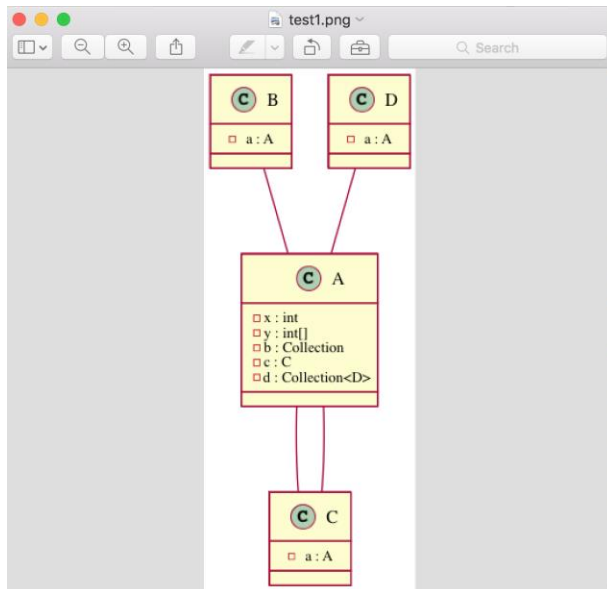 test1.png
Search
C B
a : A
C D
a : A
C A
x : int
y : int[]
b : Collection
c : C
d : Collection<D>
C C
a : A